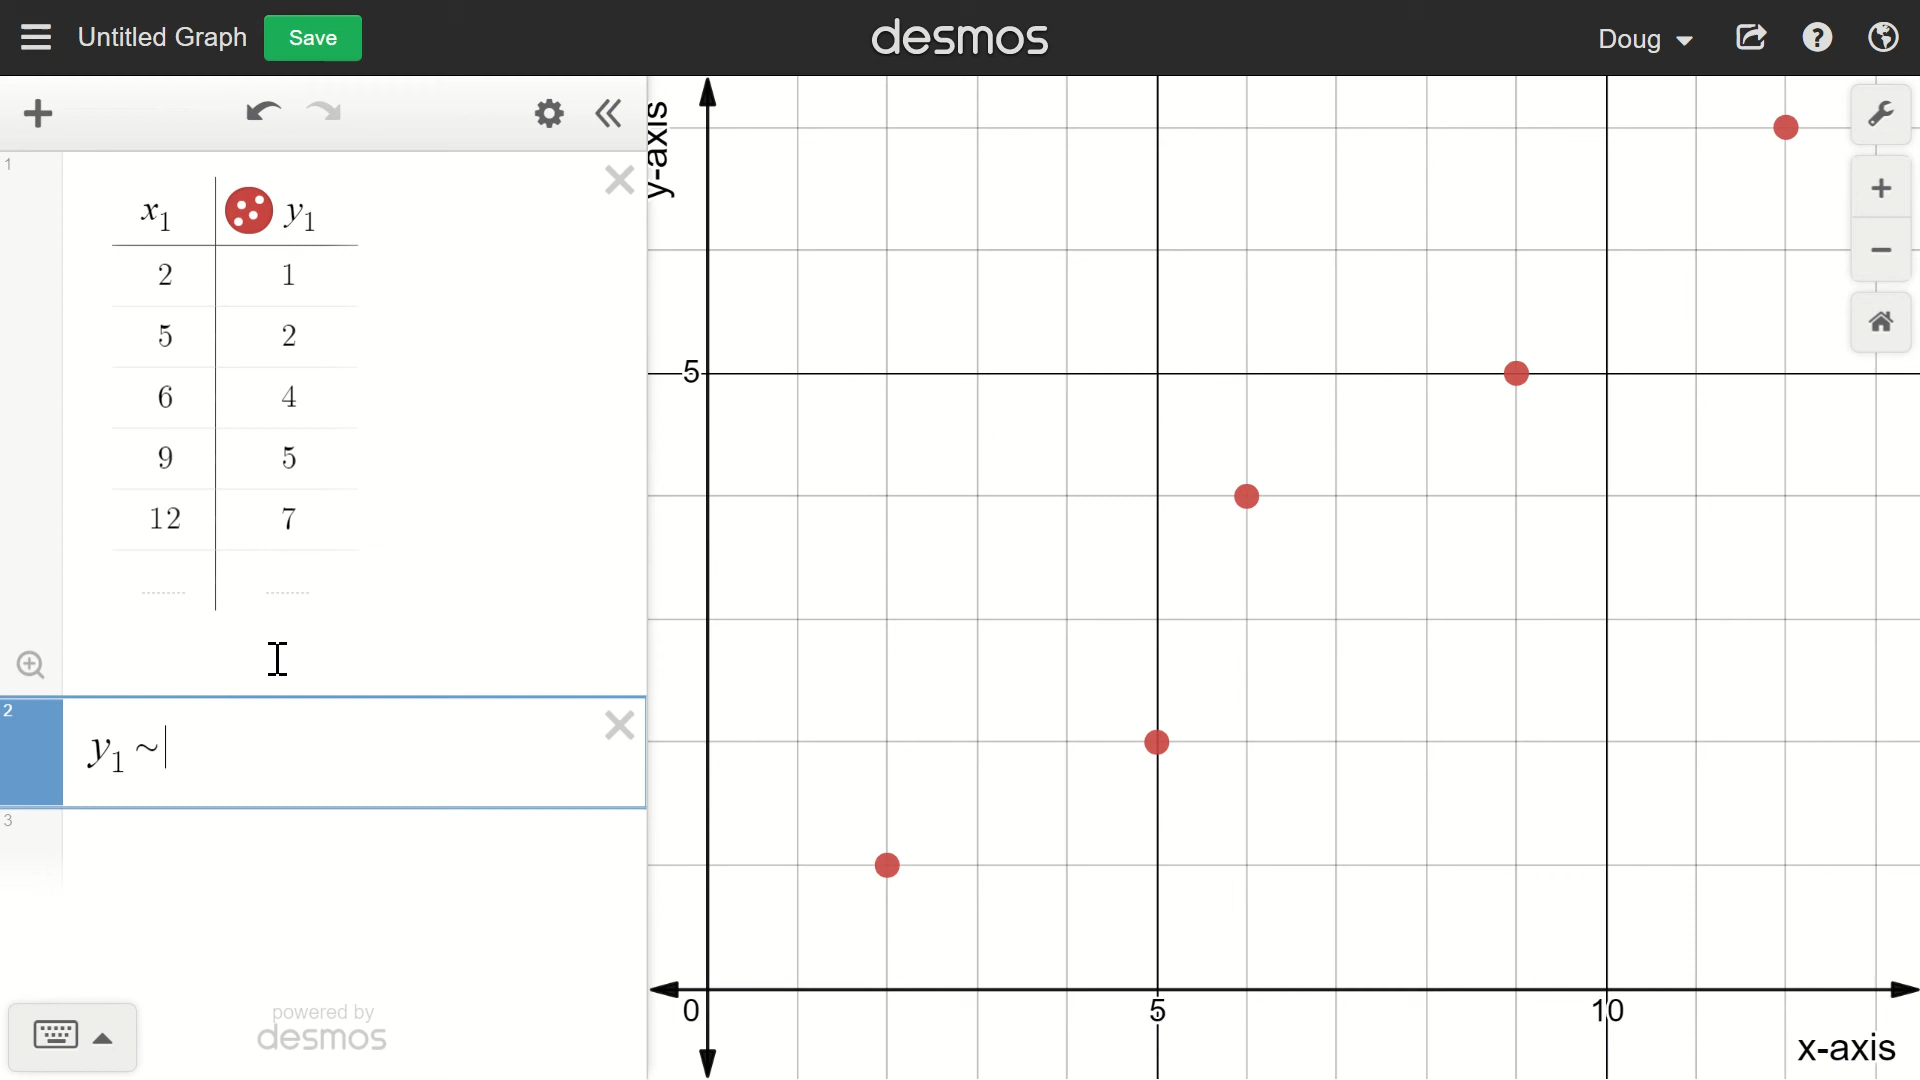 Untitled Graph Save desmos Doug
1
x₁ y₁
2 1
5 2
6 4
9 5
12 7
2
y₁ ~
3
powered by
desmos
y-axis
5
0 5 10
x-axis